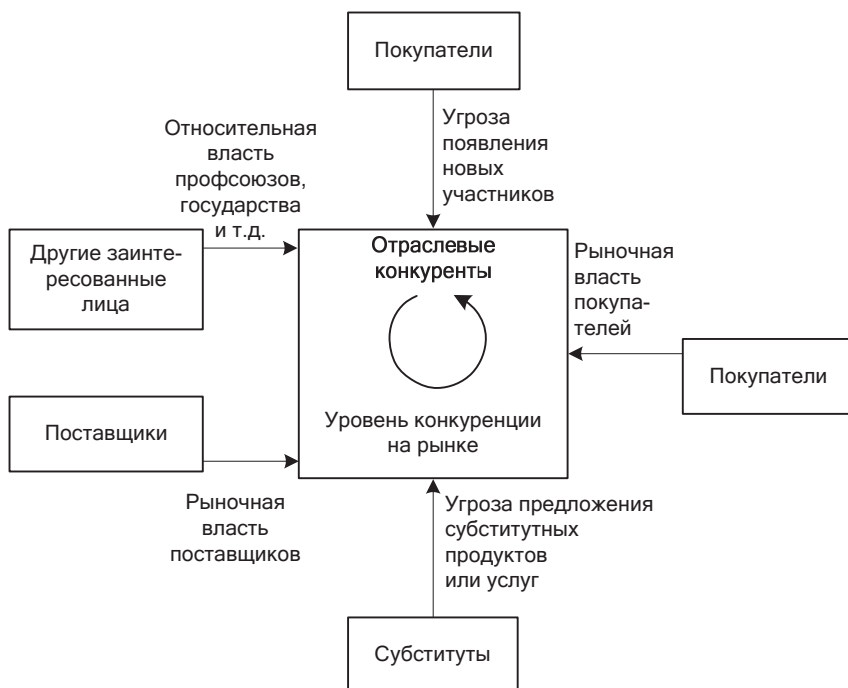 Покупатели
Угроза
появления
новых
участников
Относительная
власть
профсоюзов,
государства
и т.д.
Другие заинте-
ресованные
лица
Отраслевые
конкуренты
Уровень конкуренции
на рынке
Рыночная
власть
покупа-
телей
Покупатели
Поставщики
Рыночная
власть
поставщиков
Угроза предложения
субститутных
продуктов
или услуг
Субституты